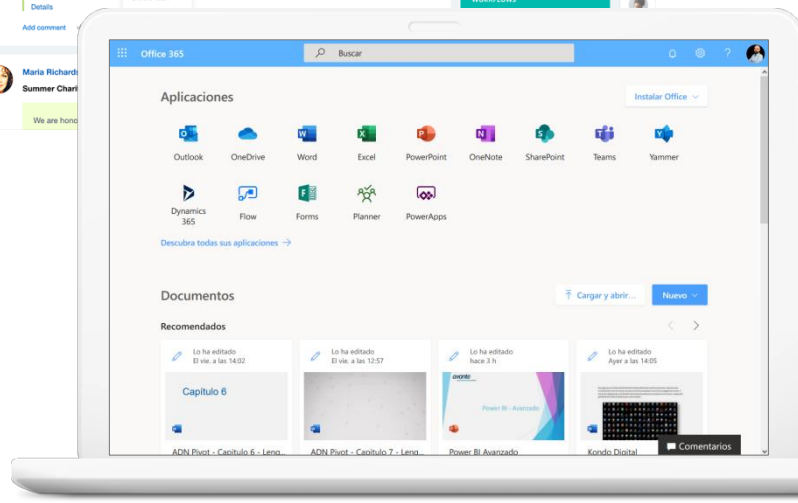 Details
WORKFLOWS
Add comment
Maria Richards
Summer Chari
We are hono
Office 365
Buscar
?
Aplicaciones
Instalar Office
Outlook
OneDrive
Word
Excel
PowerPoint
OneNote
SharePoint
Teams
Yammer
Dynamics
365
Flow
Forms
Planner
PowerApps
Descubra todas sus aplicaciones →
Documentos
Cargar y abrir...
Nuevo
Recomendados
Lo ha editado
El vie. a las 14:02
Lo ha editado
El vie. a las 12:57
Lo ha editado
hace 3 h
Lo ha editado
Ayer a las 14:05
Capítulo 6
avante
Power BI - Avanzado
ADN Pivot - Capitulo 6 - Leng...
ADN Pivot - Capitulo 7 - Leng...
Power BI Avanzado
Kondo Digital
Comentarios